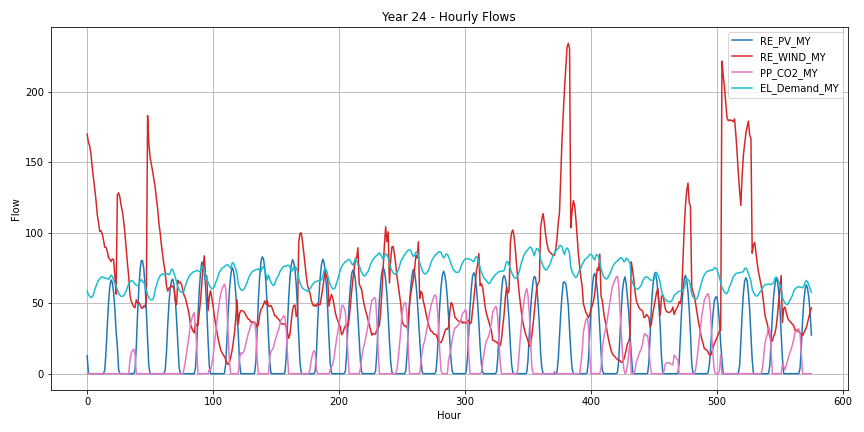 Year 24 - Hourly Flows
RE_PV_MY
RE_WIND_MY
PP_CO2_MY
EL_Demand_MY
200
150
100
50
0
Flow
0 100 200 300 400 500 600
Hour